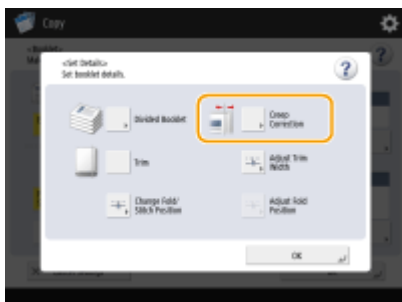 Copy
<Set Details>
Set booklet details.
Divided Booklet
Creep
Correction
Trim
Adjust Trim
Width
Change Fold/
Stitch Position
Adjust Fold
Position
OK